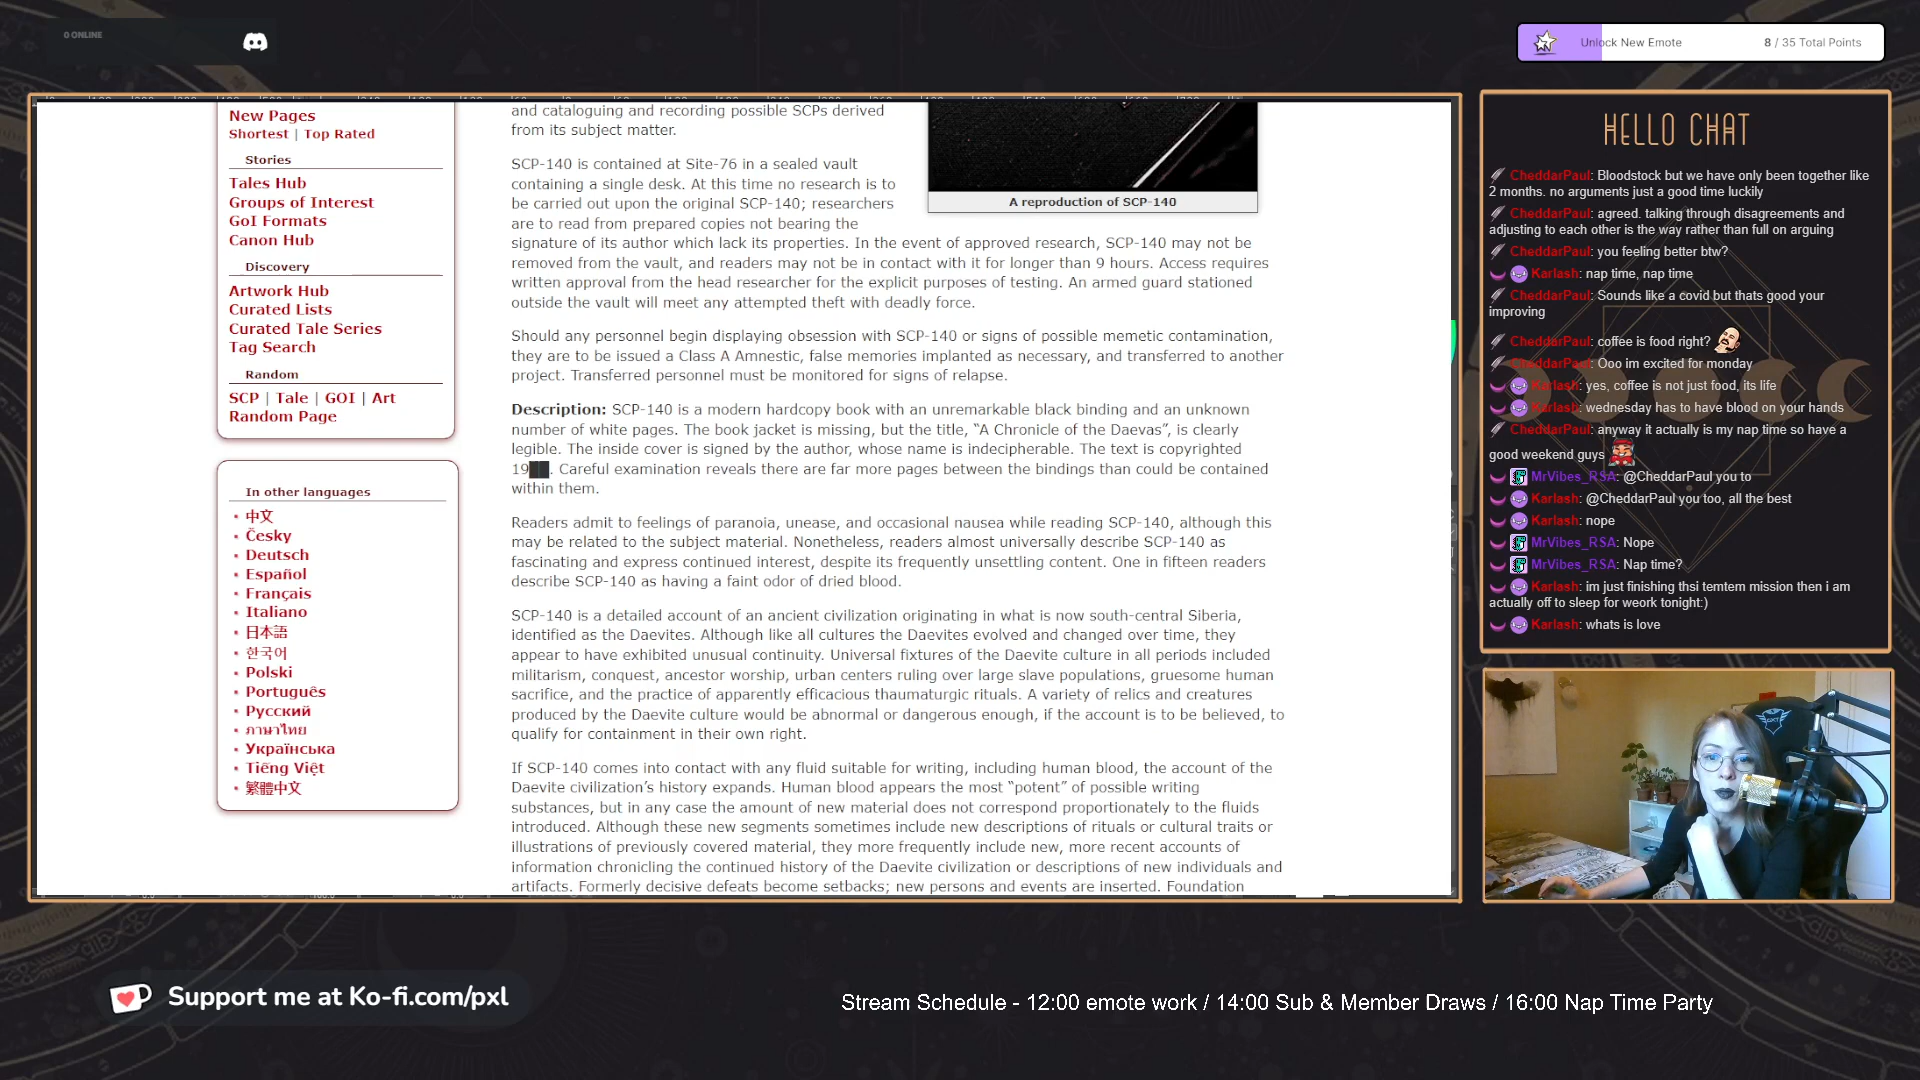 0 ONLINE
Unlock New Emote
8 / 35 Total Points
New Pages
Shortest | Top Rated
Stories
Tales Hub
Groups of Interest
GoI Formats
Canon Hub
Discovery
Artwork Hub
Curated Lists
Curated Tale Series
Tag Search
Random
SCP | Tale | GOI | Art
Random Page
In other languages
中文
Česky
Deutsch
Español
Français
Italiano
日本語
한국어
Polski
Português
Русский
ภาษาไทย
Українська
Tiếng Việt
繁體中文
and cataloguing and recording possible SCPs derived
from its subject matter.
A reproduction of SCP-140
SCP-140 is contained at Site-76 in a sealed vault
containing a single desk. At this time no research is to
be carried out upon the original SCP-140; researchers
are to read from prepared copies not bearing the
signature of its author which lack its properties. In the event of approved research, SCP-140 may not be
removed from the vault, and readers may not be in contact with it for longer than 9 hours. Access requires
written approval from the head researcher for the explicit purposes of testing. An armed guard stationed
outside the vault will meet any attempted theft with deadly force.
Should any personnel begin displaying obsession with SCP-140 or signs of possible memetic contamination,
they are to be issued a Class A Amnestic, false memories implanted as necessary, and transferred to another
project. Transferred personnel must be monitored for signs of relapse.
Description: SCP-140 is a modern hardcopy book with an unremarkable black binding and an unknown
number of white pages. The book jacket is missing, but the title, “A Chronicle of the Daevas”, is clearly
legible. The inside cover is signed by the author, whose name is indecipherable. The text is copyrighted
19██. Careful examination reveals there are far more pages between the bindings than could be contained
within them.
Readers admit to feelings of paranoia, unease, and occasional nausea while reading SCP-140, although this
may be related to the subject material. Nonetheless, readers almost universally describe SCP-140 as
fascinating and express continued interest, despite its frequently unsettling content. One in fifteen readers
describe SCP-140 as having a faint odor of dried blood.
SCP-140 is a detailed account of an ancient civilization originating in what is now south-central Siberia,
identified as the Daevites. Although like all cultures the Daevites evolved and changed over time, they
appear to have exhibited unusual continuity. Universal fixtures of the Daevite culture in all periods included
militarism, conquest, ancestor worship, urban centers ruling over large slave populations, gruesome human
sacrifice, and the practice of apparently efficacious thaumaturgic rituals. A variety of relics and creatures
produced by the Daevite culture would be abnormal or dangerous enough, if the account is to be believed, to
qualify for containment in their own right.
If SCP-140 comes into contact with any fluid suitable for writing, including human blood, the account of the
Daevite civilization’s history expands. Human blood appears the most “potent” of possible writing
substances, but in any case the amount of new material does not correspond proportionately to the fluids
introduced. Although these new segments sometimes include new descriptions of rituals or cultural traits or
illustrations of previously covered material, they more frequently include new, more recent accounts of
information chronicling the continued history of the Daevite civilization or descriptions of new individuals and
artifacts. Formerly decisive defeats become setbacks; new persons and events are inserted. Foundation
HELLO CHAT
CheddarPaul: Bloodstock but we have only been together like
2 months. no arguments just a good time luckily
CheddarPaul: agreed. talking through disagreements and
adjusting to each other is the way rather than full on arguing
CheddarPaul: you feeling better btw?
Karlash: nap time, nap time
CheddarPaul: Sounds like a covid but thats good your
improving
CheddarPaul: coffee is food right?
CheddarPaul: Ooo im excited for monday
Karlash: yes, coffee is not just food, its life
Karlash: wednesday has to have blood on your hands
CheddarPaul: anyway it actually is my nap time so have a
good weekend guys
MrVibes_RSA: @CheddarPaul you to
Karlash: @CheddarPaul you too, all the best
Karlash: nope
MrVibes_RSA: Nope
MrVibes_RSA: Nap time?
Karlash: im just finishing thsi temtem mission then i am
actually off to sleep for weork tonight:)
Karlash: whats is love
Support me at Ko-fi.com/pxl
Stream Schedule - 12:00 emote work / 14:00 Sub & Member Draws / 16:00 Nap Time Party